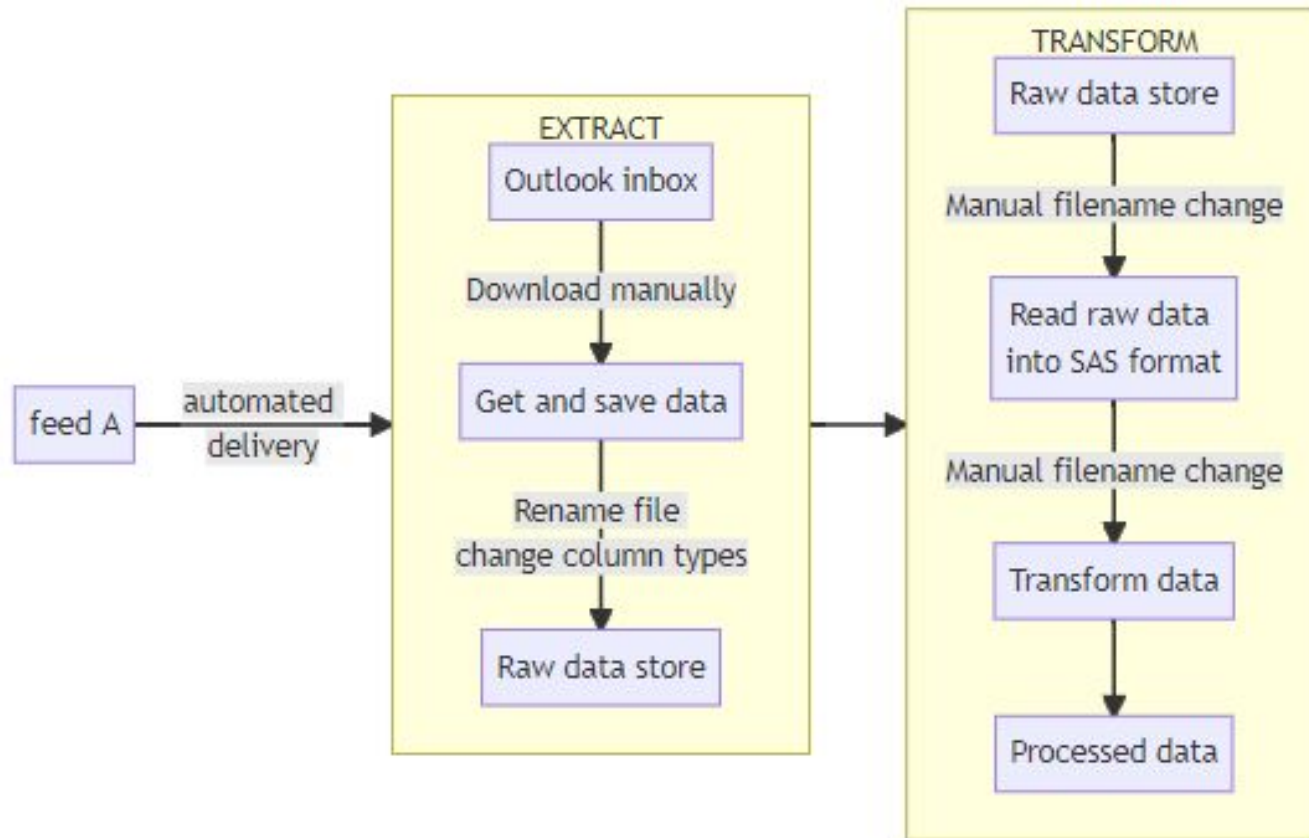 feed A
automated
delivery
EXTRACT
Outlook inbox
Download manually
Get and save data
Rename file
change column types
Raw data store
TRANSFORM
Raw data store
Manual filename change
Read raw data
into SAS format
Manual filename change
Transform data
Processed data